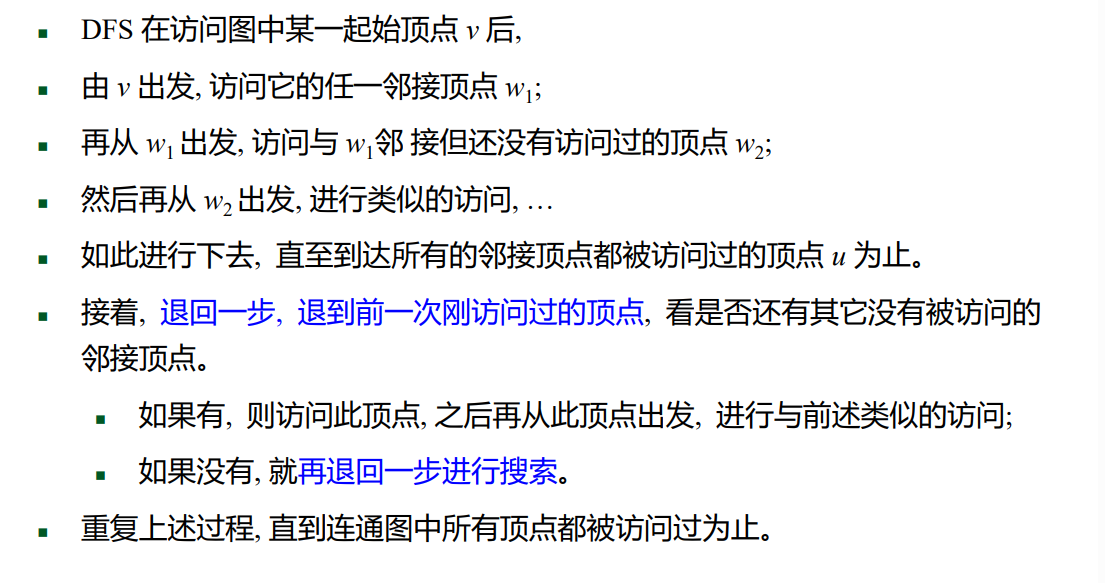 ▪ DFS 在访问图中某一起始顶点 v 后,
▪ 由 v 出发, 访问它的任一邻接顶点 w₁;
▪ 再从 w₁ 出发, 访问与 w₁邻 接但还没有访问过的顶点 w₂;
▪ 然后再从 w₂ 出发, 进行类似的访问, …
▪ 如此进行下去, 直至到达所有的邻接顶点都被访问过的顶点 u 为止。
▪ 接着, 退回一步, 退到前一次刚访问过的顶点, 看是否还有其它没有被访问的
邻接顶点。
▪ 如果有, 则访问此顶点, 之后再从此顶点出发, 进行与前述类似的访问;
▪ 如果没有, 就再退回一步进行搜索。
▪ 重复上述过程, 直到连通图中所有顶点都被访问过为止。